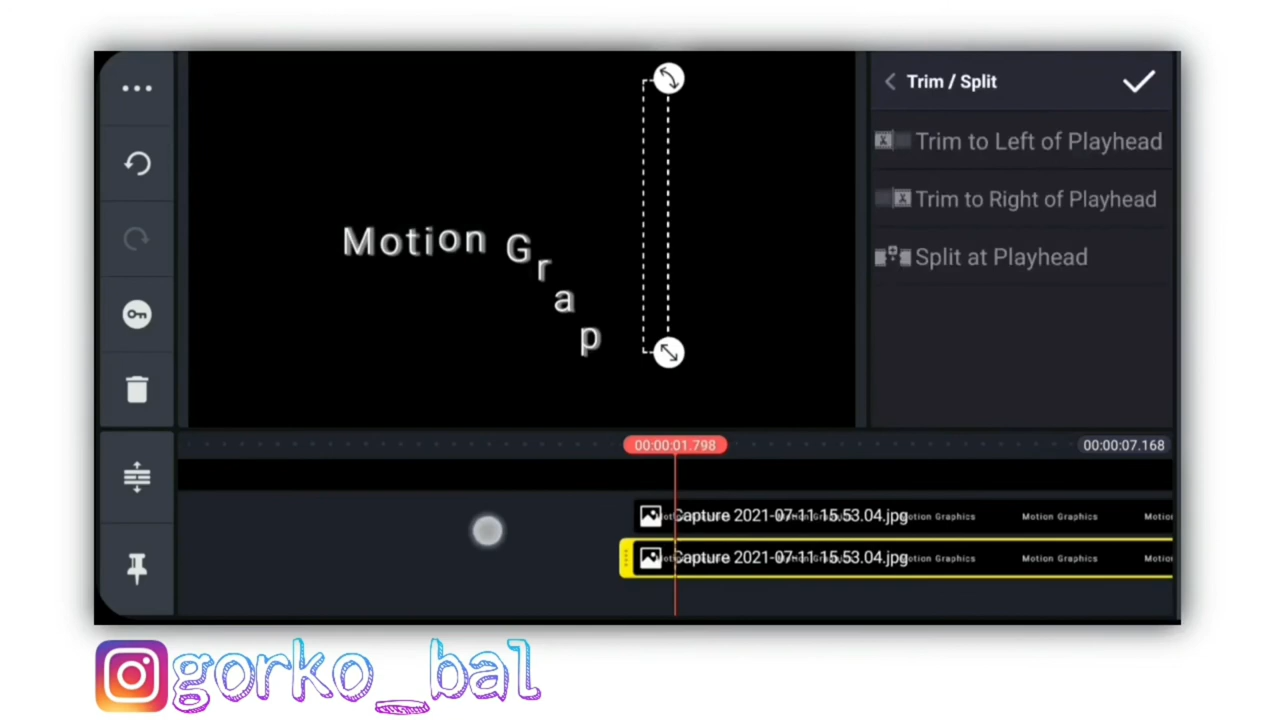 Trim / Split
Trim to Left of Playhead
Trim to Right of Playhead
Split at Playhead
Motion Grap
00:00:01.798
00:00:07.168
Capture 2021-07-11 15.53.04.jpg
Motion Graphics
Motion Graphics
Capture 2021-07-11 15.53.04.jpg
Motion Graphics
Motion Graphics
gorko_bal